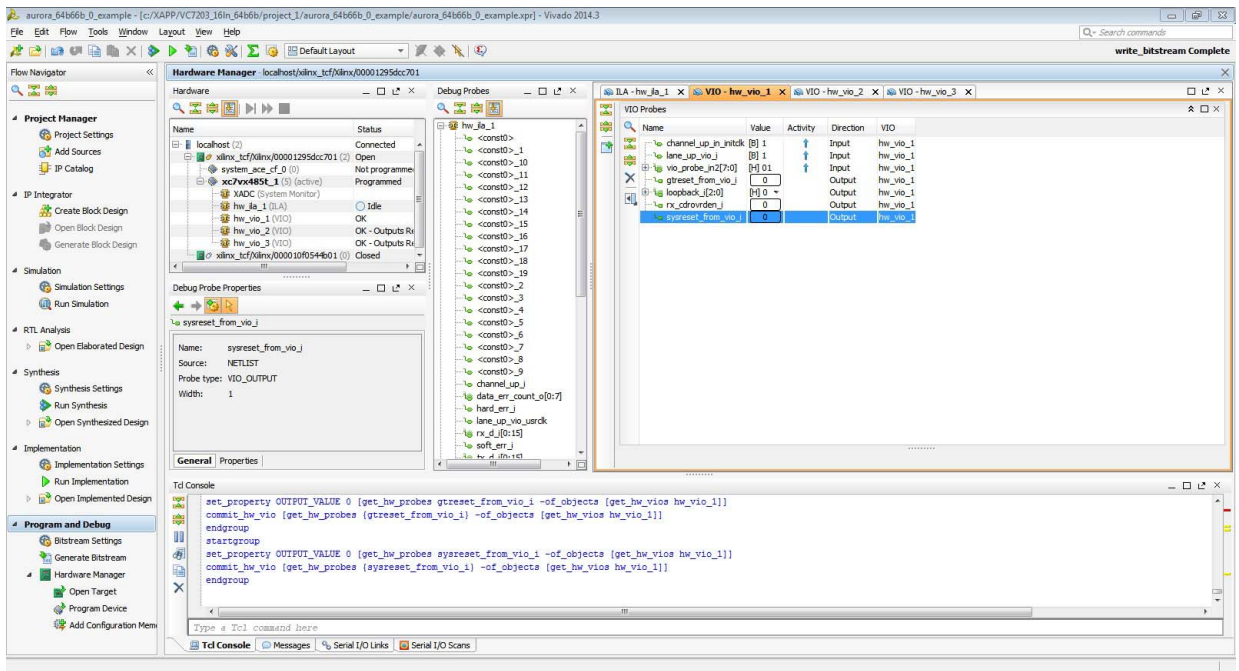 aurora_64b66b_0_example - [c:/XAPP/VC7203_16ln_64b6b/project_1/aurora_64b66b_0_example/aurora_64b66b_0_example.xpr] - Vivado 2014.3
File Edit Flow Tools Window Layout View Help
Search commands
Default Layout
write_bitstream Complete
Flow Navigator
Hardware Manager - localhost/xilinx_tcf/Xilinx/00001295dcc701
Project Manager
Project Settings
Add Sources
IP Catalog
IP Integrator
Create Block Design
Open Block Design
Generate Block Design
Simulation
Simulation Settings
Run Simulation
RTL Analysis
Open Elaborated Design
Synthesis
Synthesis Settings
Run Synthesis
Open Synthesized Design
Implementation
Implementation Settings
Run Implementation
Open Implemented Design
Program and Debug
Bitstream Settings
Generate Bitstream
Hardware Manager
Open Target
Program Device
Add Configuration Mem
Hardware
Name Status
localhost (2) Connected
xilinx_tcf/Xilinx/00001295dcc701 (2) Open
system_ace_cf_0 (0) Not programme
xc7vx485t_1 (5) (active) Programmed
XADC (System Monitor)
hw_ila_1 (ILA) Idle
hw_vio_1 (VIO) OK
hw_vio_2 (VIO) OK - Outputs Re
hw_vio_3 (VIO) OK - Outputs Re
xilinx_tcf/Xilinx/000010f0544b01 (0) Closed
Debug Probe Properties
sysreset_from_vio_i
Name: sysreset_from_vio_i
Source: NETLIST
Probe type: VIO_OUTPUT
Width: 1
General Properties
Debug Probes
hw_ila_1
<const0>
<const0>_1
<const0>_10
<const0>_11
<const0>_12
<const0>_13
<const0>_14
<const0>_15
<const0>_16
<const0>_17
<const0>_18
<const0>_19
<const0>_2
<const0>_3
<const0>_4
<const0>_5
<const0>_6
<const0>_7
<const0>_8
<const0>_9
channel_up_i
data_err_count_o[0:7]
hard_err_i
lane_up_vio_usrclk
rx_d_i[0:15]
soft_err_i
tx_d_i[0:15]
ILA - hw_ila_1 VIO - hw_vio_1 VIO - hw_vio_2 VIO - hw_vio_3
VIO Probes
Name Value Activity Direction VIO
channel_up_in_initclk [B] 1 Input hw_vio_1
lane_up_vio_i [B] 1 Input hw_vio_1
vio_probe_in2[7:0] [H] 01 Input hw_vio_1
gtreset_from_vio_i 0 Output hw_vio_1
loopback_i[2:0] [H] 0 Output hw_vio_1
rx_cdrovrden_i 0 Output hw_vio_1
sysreset_from_vio_i 0 Output hw_vio_1
Tcl Console
set_property OUTPUT_VALUE 0 [get_hw_probes gtreset_from_vio_i -of_objects [get_hw_vios hw_vio_1]]
commit_hw_vio [get_hw_probes {gtreset_from_vio_i} -of_objects [get_hw_vios hw_vio_1]]
endgroup
startgroup
set_property OUTPUT_VALUE 0 [get_hw_probes sysreset_from_vio_i -of_objects [get_hw_vios hw_vio_1]]
commit_hw_vio [get_hw_probes {sysreset_from_vio_i} -of_objects [get_hw_vios hw_vio_1]]
endgroup
Type a Tcl command here
Tcl Console Messages Serial I/O Links Serial I/O Scans